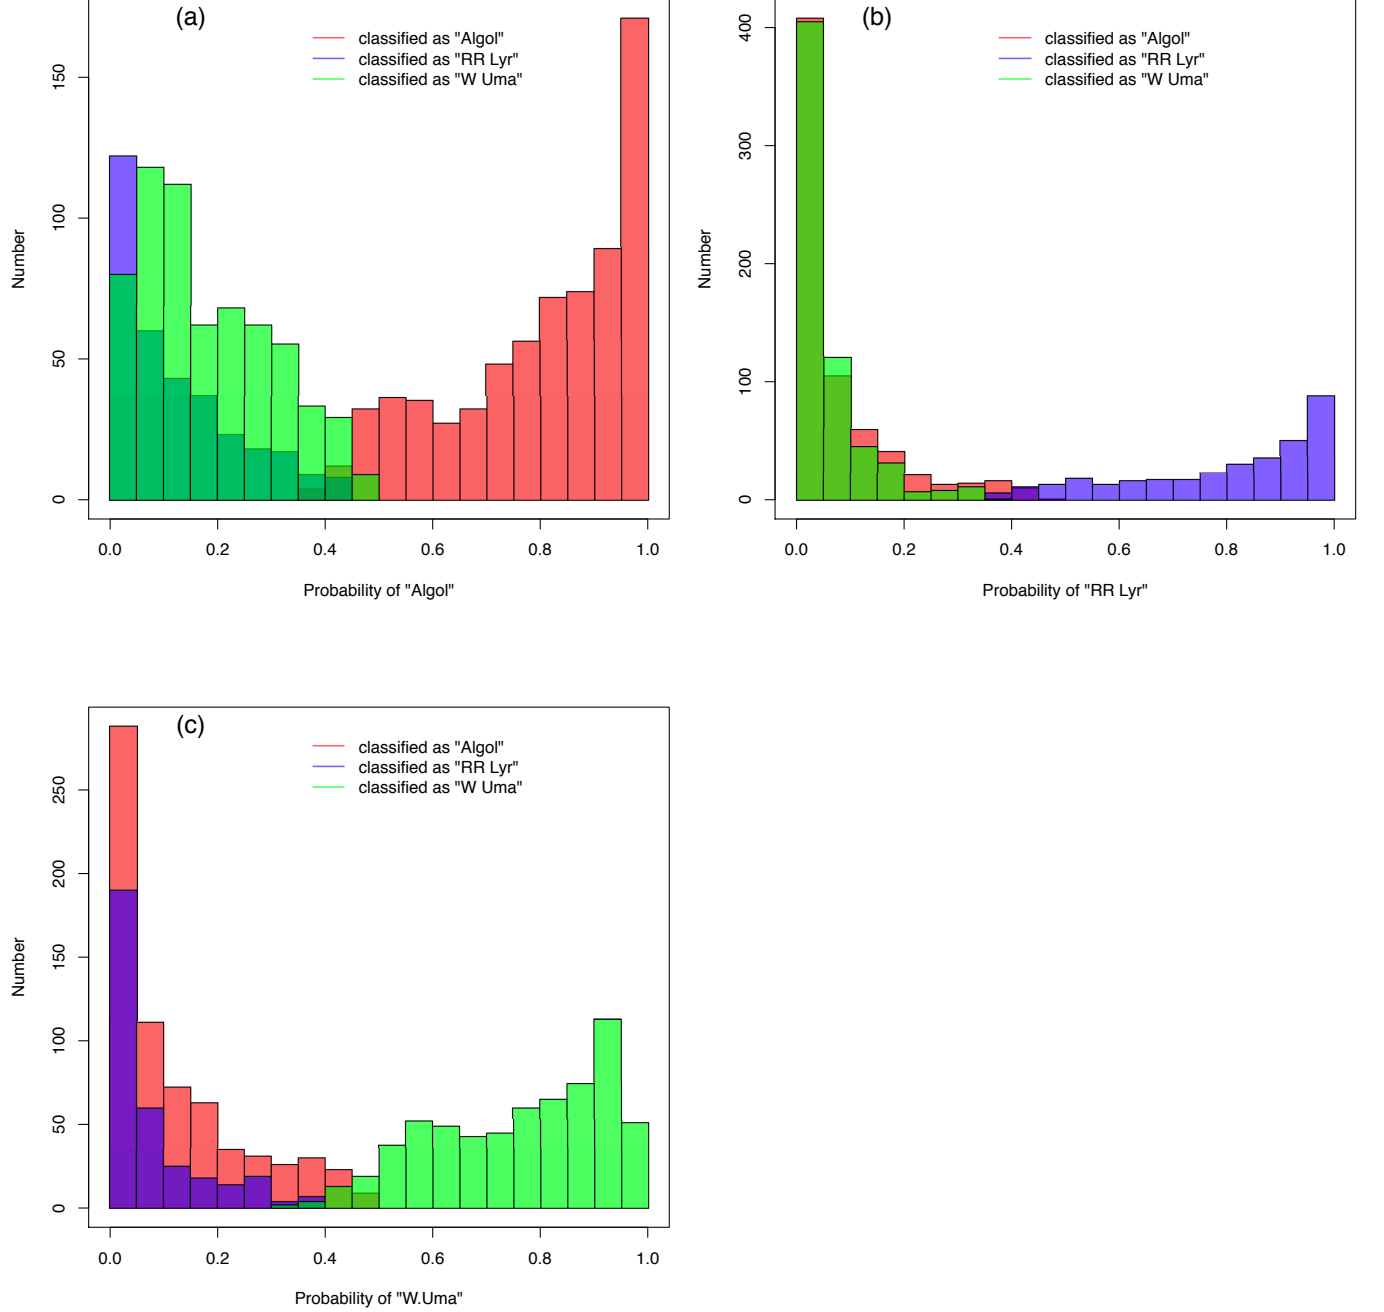 (a)
classified as "Algol"
classified as "RR Lyr"
classified as "W Uma"
Number
0
50
100
150
0.0 0.2 0.4 0.6 0.8 1.0
Probability of "Algol"
(b)
classified as "Algol"
classified as "RR Lyr"
classified as "W Uma"
Number
0
100
200
300
400
0.0 0.2 0.4 0.6 0.8 1.0
Probability of "RR Lyr"
(c)
classified as "Algol"
classified as "RR Lyr"
classified as "W Uma"
Number
0
50
100
150
200
250
0.0 0.2 0.4 0.6 0.8 1.0
Probability of "W.Uma"